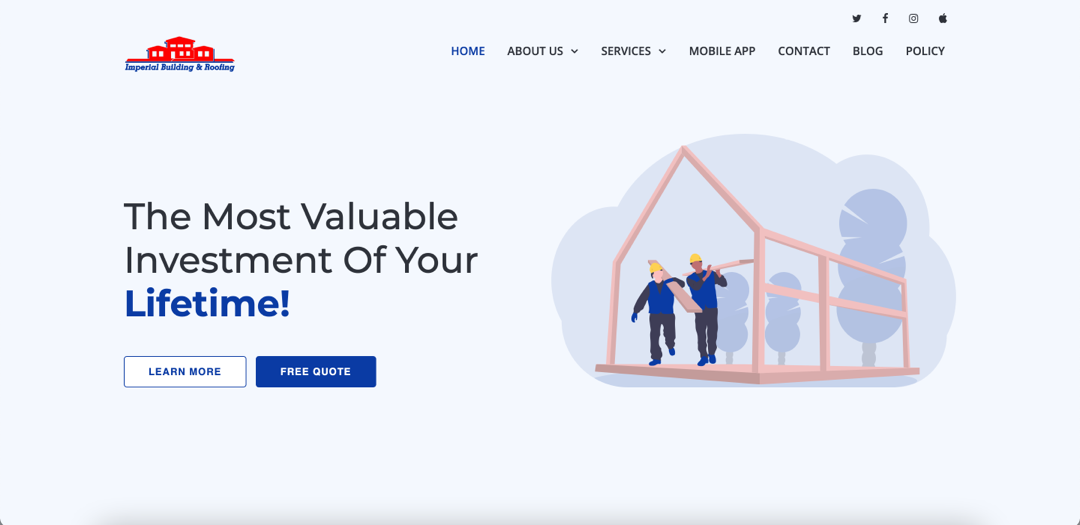 Imperial Building & Roofing
HOME ABOUT US SERVICES MOBILE APP CONTACT BLOG POLICY
The Most Valuable
Investment Of Your
Lifetime!
LEARN MORE FREE QUOTE